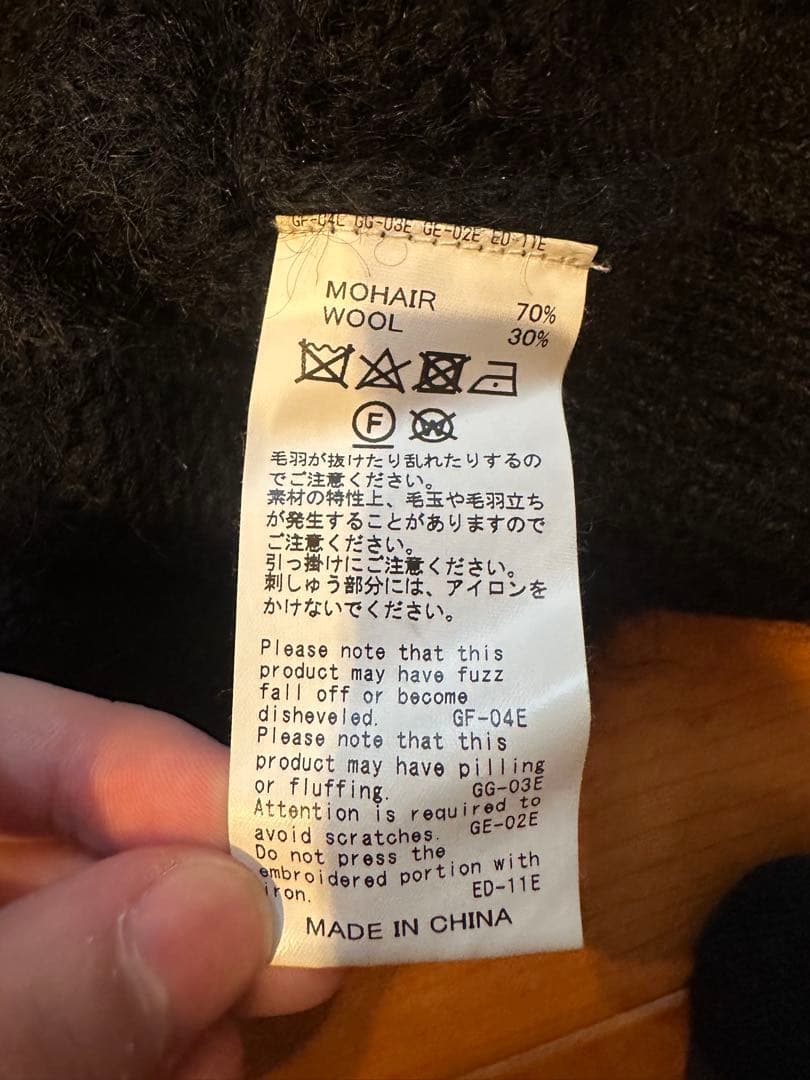 GF-04E GG-03E GE-02E ED-11E
MOHAIR 70%
WOOL 30%
F W
毛羽が抜けたり乱れたりするの
でご注意ください。
素材の特性上、毛玉や毛羽立ち
が発生することがありますので
ご注意ください。
引っ掛けにご注意ください。
刺しゅう部分には、アイロンを
かけないでください。
Please note that this
product may have fuzz
fall off or become
disheveled. GF-04E
Please note that this
product may have pilling
or fluffing. GG-03E
Attention is required to
avoid scratches. GE-02E
Do not press the
embroidered portion with
iron. ED-11E
MADE IN CHINA